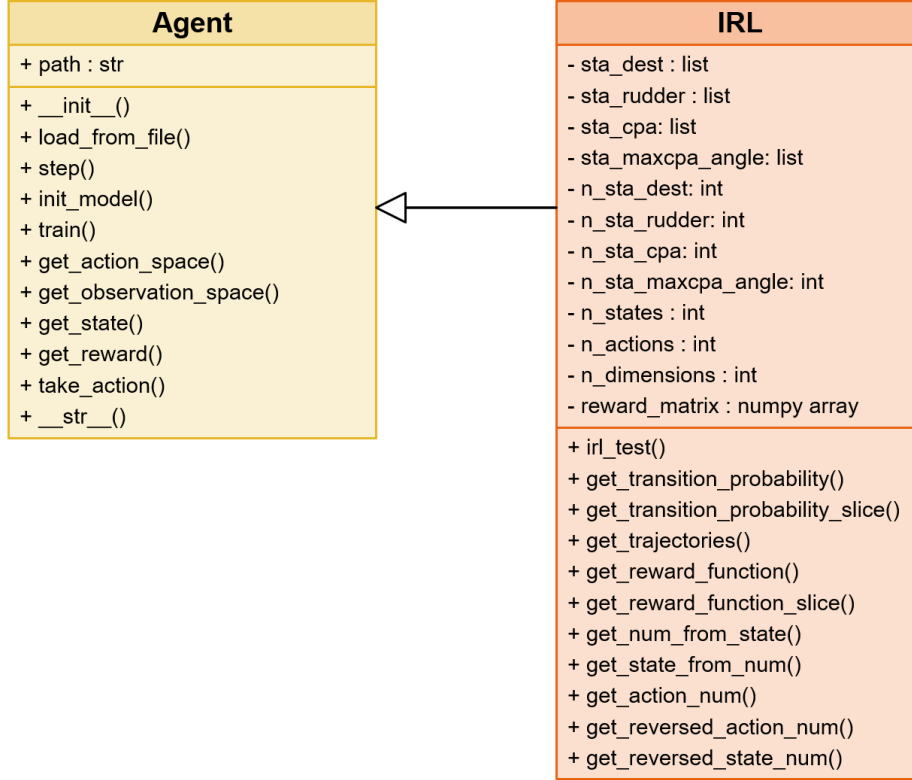 Agent
+ path : str
+ __init__()
+ load_from_file()
+ step()
+ init_model()
+ train()
+ get_action_space()
+ get_observation_space()
+ get_state()
+ get_reward()
+ take_action()
+ __str__()
IRL
- sta_dest : list
- sta_rudder : list
- sta_cpa: list
- sta_maxcpa_angle: list
- n_sta_dest: int
- n_sta_rudder: int
- n_sta_cpa: int
- n_sta_maxcpa_angle: int
- n_states : int
- n_actions : int
- n_dimensions : int
- reward_matrix : numpy array
+ irl_test()
+ get_transition_probability()
+ get_transition_probability_slice()
+ get_trajectories()
+ get_reward_function()
+ get_reward_function_slice()
+ get_num_from_state()
+ get_state_from_num()
+ get_action_num()
+ get_reversed_action_num()
+ get_reversed_state_num()